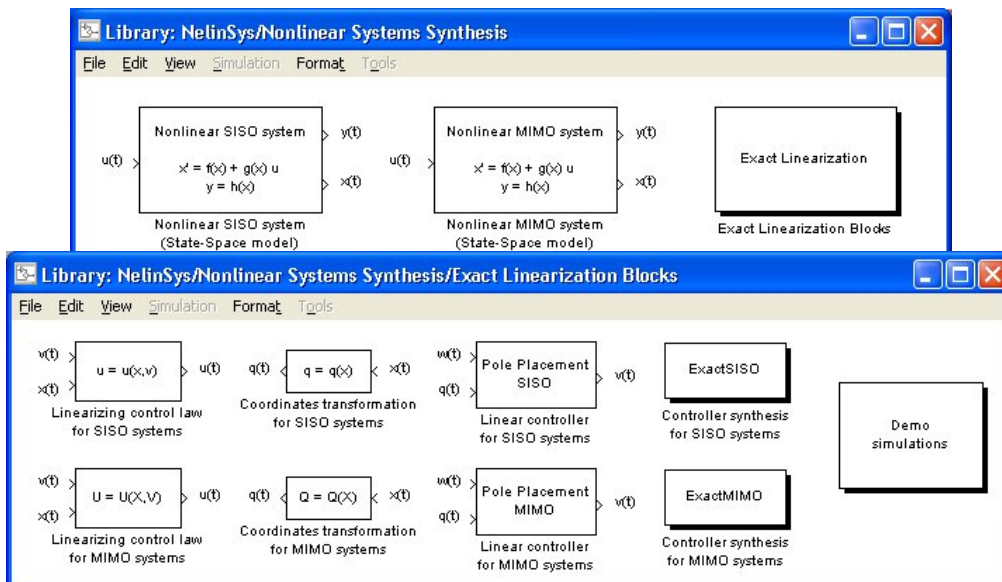 Library: NelinSys/Nonlinear Systems Synthesis
File Edit View Simulation Format Tools
u(t)
Nonlinear SISO system
x' = f(x) + g(x) u
y = h(x)
y(t)
x(t)
Nonlinear SISO system
(State-Space model)
u(t)
Nonlinear MIMO system
x' = f(x) + g(x) u
y = h(x)
y(t)
x(t)
Nonlinear MIMO system
(State-Space model)
Exact Linearization
Exact Linearization Blocks
Library: NelinSys/Nonlinear Systems Synthesis/Exact Linearization Blocks
File Edit View Simulation Format Tools
v(t)
x(t)
u = u(x,v)
u(t)
Linearizing control law
for SISO systems
q(t)
q = q(x)
x(t)
Coordinates transformation
for SISO systems
w(t)
q(t)
Pole Placement
SISO
v(t)
Linear controller
for SISO systems
ExactSISO
Controller synthesis
for SISO systems
Demo
simulations
v(t)
x(t)
U = U(X,V)
u(t)
Linearizing control law
for MIMO systems
q(t)
Q = Q(X)
x(t)
Coordinates transformation
for MIMO systems
w(t)
q(t)
Pole Placement
MIMO
v(t)
Linear controller
for MIMO systems
ExactMIMO
Controller synthesis
for MIMO systems